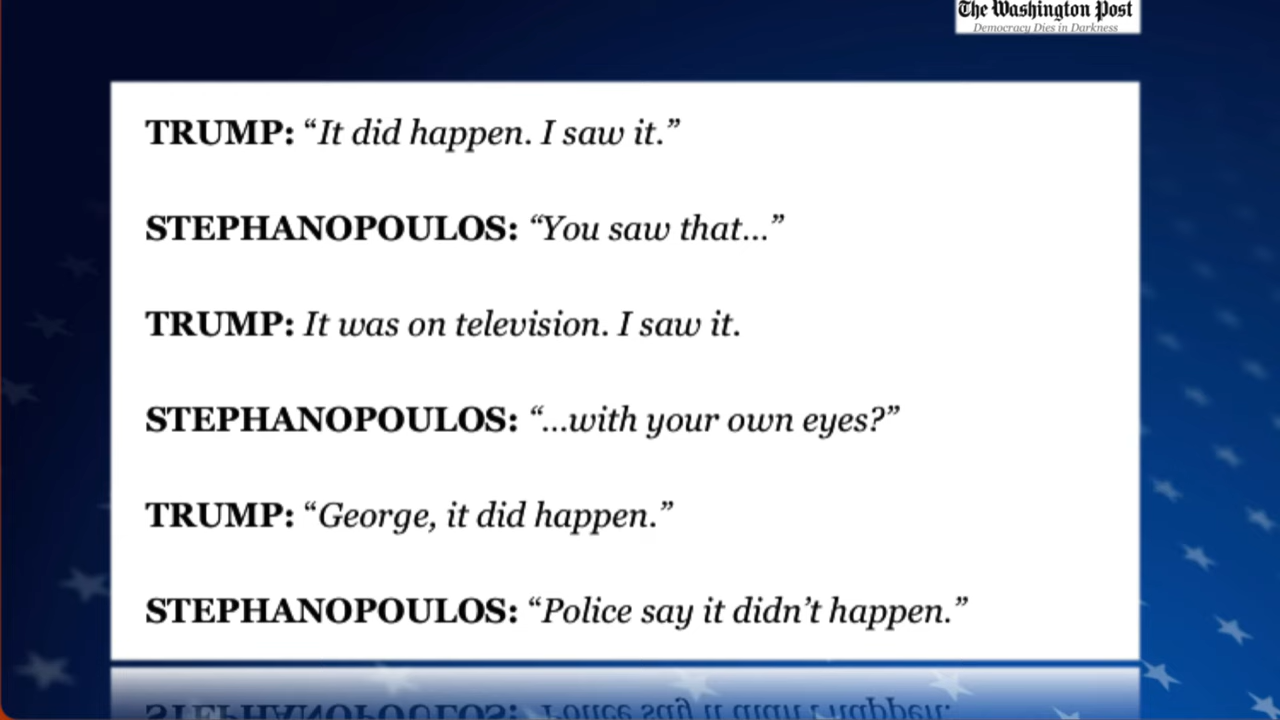 The Washington Post
Democracy Dies in Darkness
TRUMP: “It did happen. I saw it.”
STEPHANOPOULOS: “You saw that...”
TRUMP: It was on television. I saw it.
STEPHANOPOULOS: “...with your own eyes?”
TRUMP: “George, it did happen.”
STEPHANOPOULOS: “Police say it didn’t happen.”